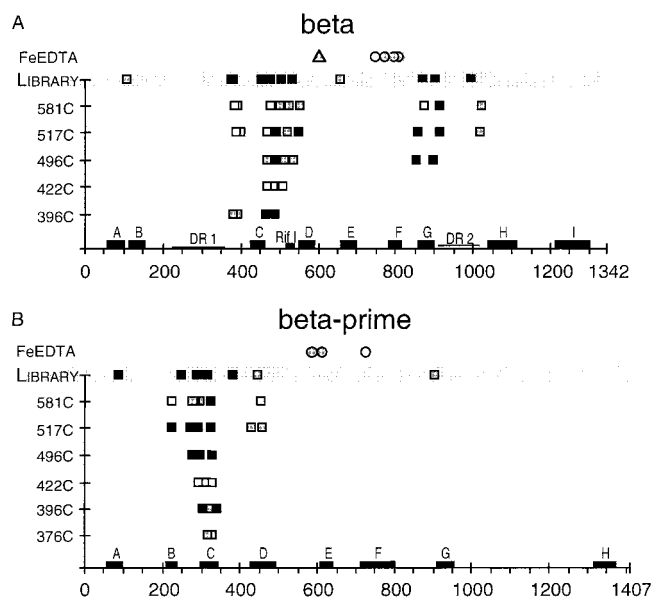 A
beta
FeEDTA
LIBRARY
581C
517C
496C
422C
396C
A B DR 1 C Rif I D E F G DR 2 H I
0 200 400 600 800 1000 1200 1342
B
beta-prime
FeEDTA
LIBRARY
581C
517C
496C
422C
396C
376C
A B C D E F G H
0 200 400 600 800 1000 1200 1407